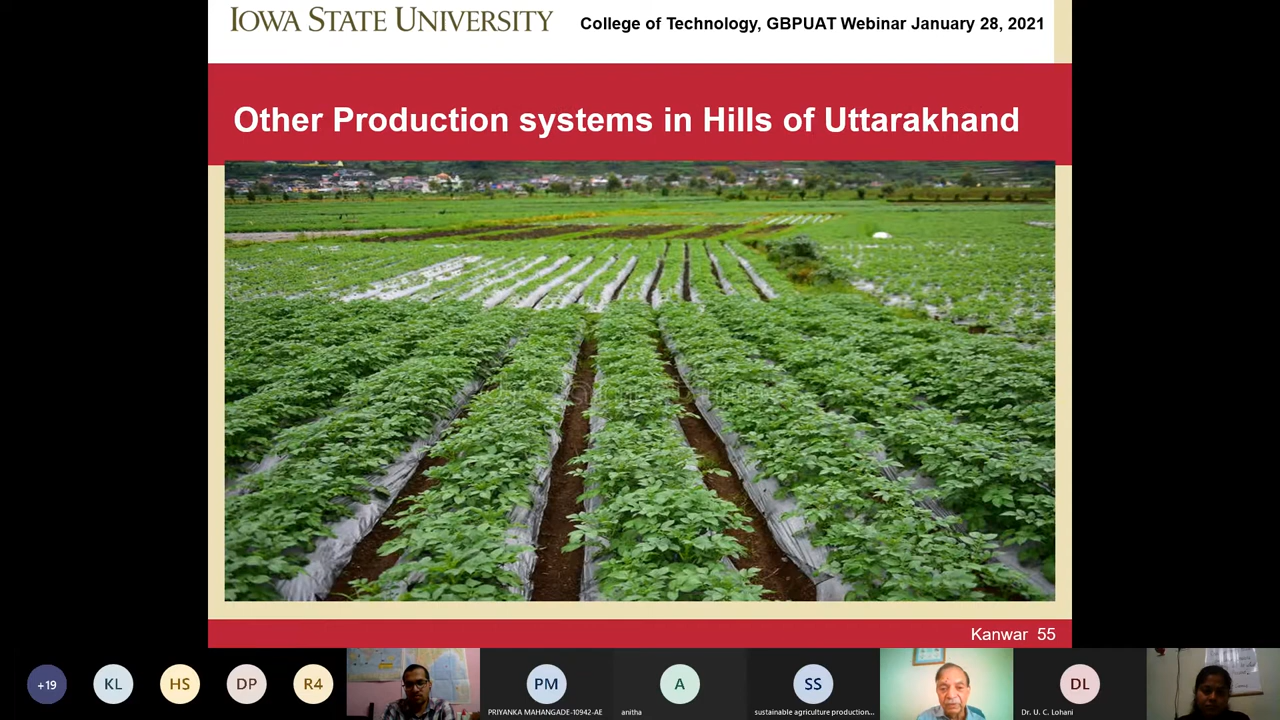 IOWA STATE UNIVERSITY
College of Technology, GBPUAT Webinar January 28, 2021
Other Production systems in Hills of Uttarakhand
Kanwar 55
+19
KL
HS
DP
R4
PM
A
SS
DL
PRIYANKA MAHANGADE-10942-AE
anitha
sustainable agriculture production...
Dr. U. C. Lohani